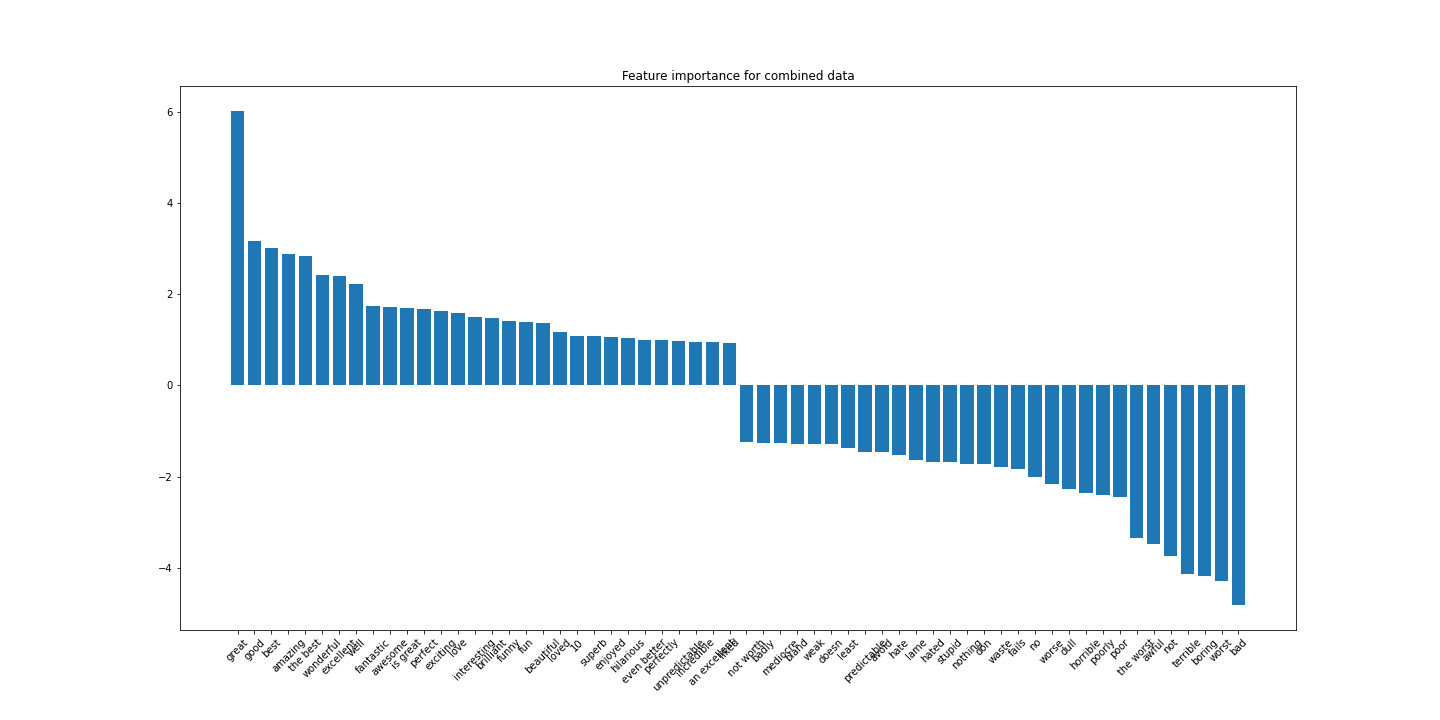 Feature importance for combined data
6
4
2
0
−2
−4
great
good
best
amazing
the best
wonderful
excellent
well
fantastic
awesome
is great
perfect
exciting
love
interesting
brilliant
funny
fun
beautiful
loved
10
superb
enjoyed
hilarious
even better
perfectly
unpredictable
incredible
an excellent
liked
not worth
badly
mediocre
bland
weak
doesn
least
predictable
avoid
hate
lame
hated
stupid
nothing
don
waste
fails
no
worse
dull
horrible
poorly
poor
the worst
awful
not
terrible
boring
worst
bad